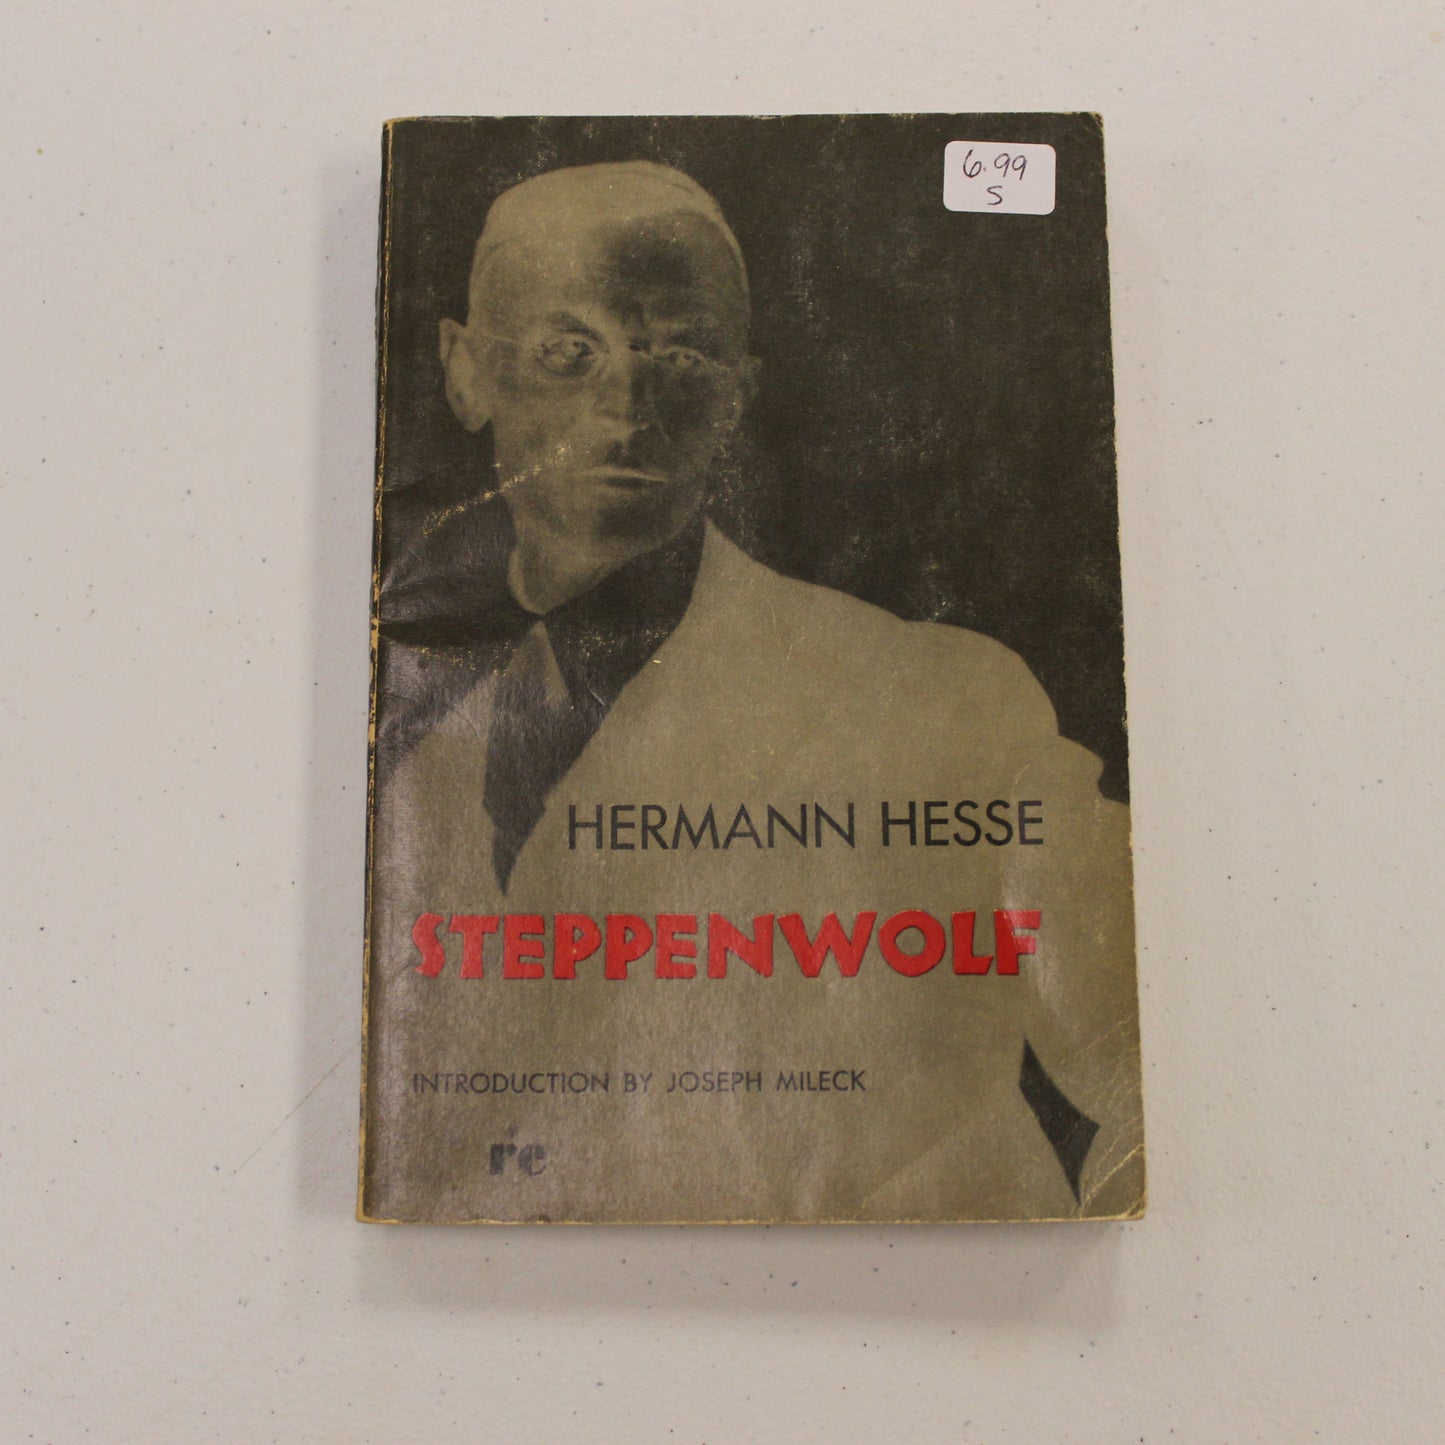 6.99
S
HERMANN HESSE
STEPPENWOLF
INTRODUCTION BY JOSEPH MILECK
re